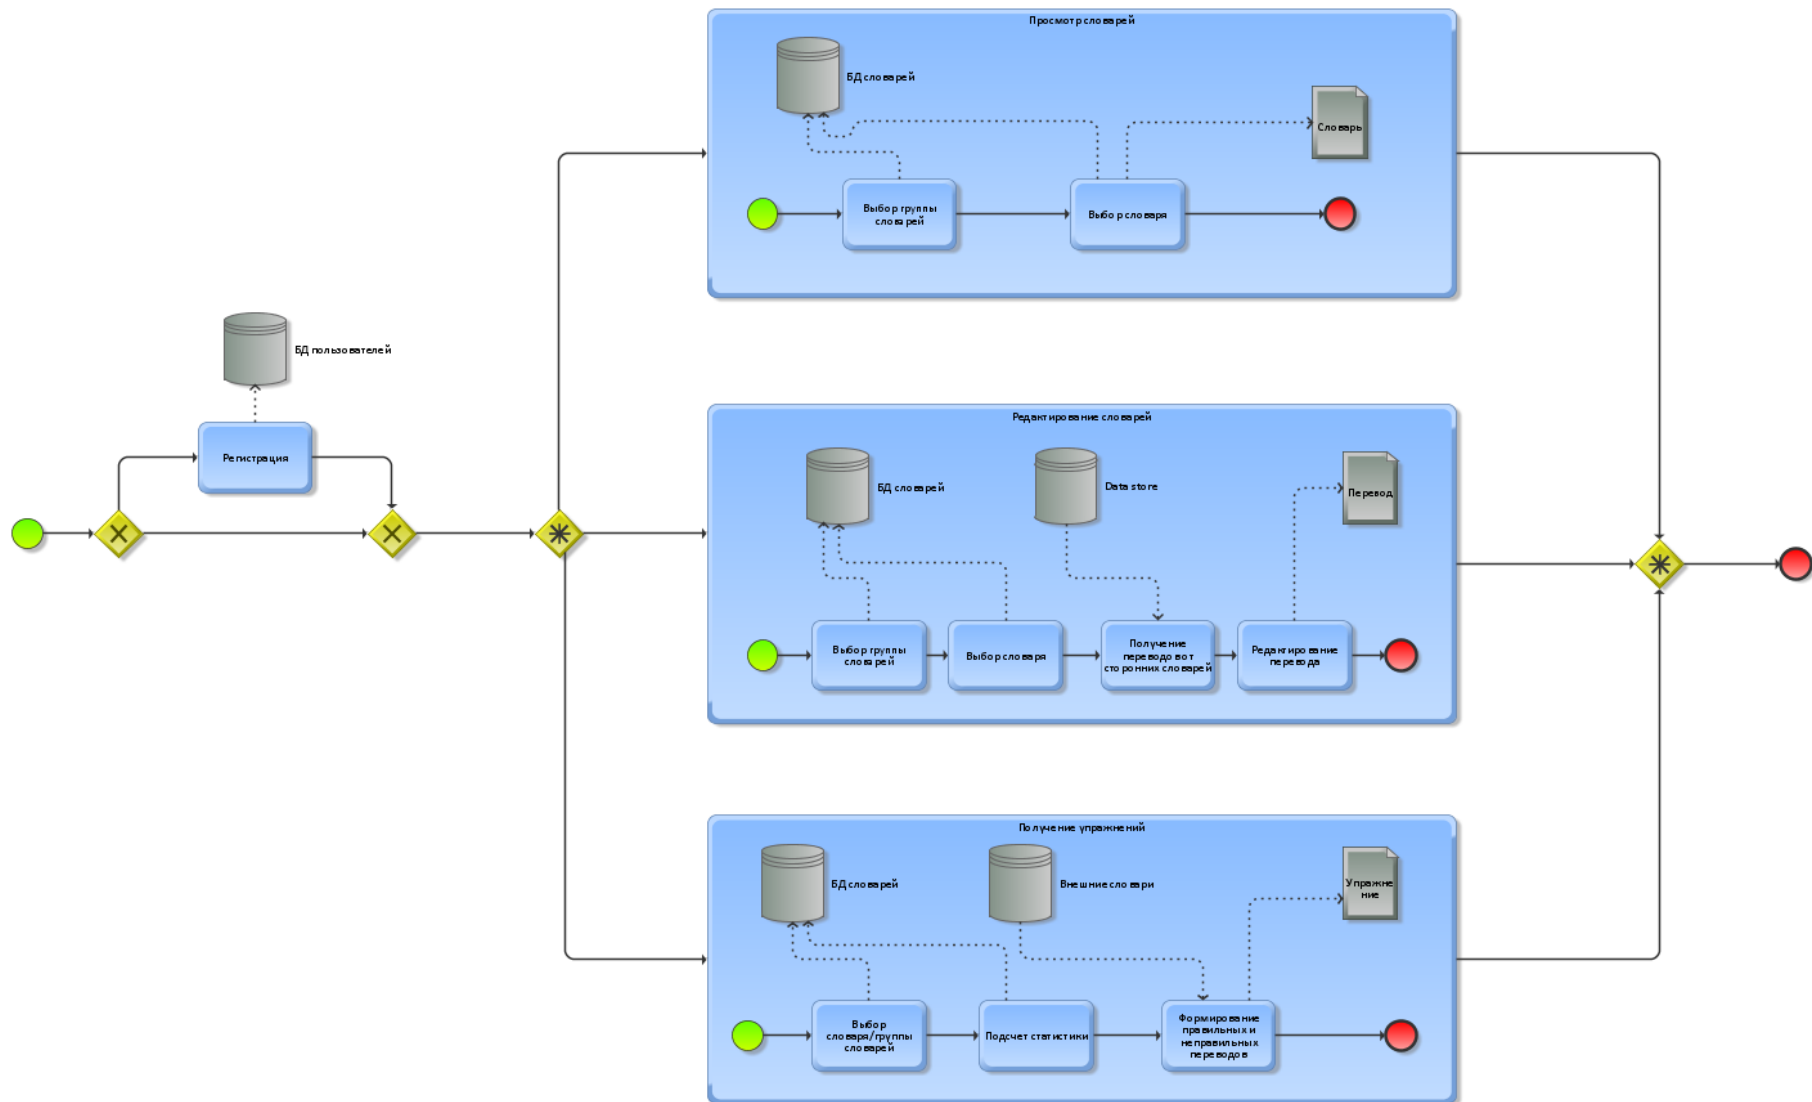 Просмотр словарей
БД словарей
Словарь
Выбор группы
словарей
Выбор словаря
БД пользователей
Регистрация
Редактирование словарей
БД словарей
Data store
Перевод
Выбор группы
словарей
Выбор словаря
Получение
переводо вот
сторонних словарей
Редактирование
перевода
Получение упражнений
БД словарей
Внешние словари
Упражне
ние
Выбор
словаря/группы
словарей
Подсчет статистики
Формирование
правильных и
неправильных
переводов